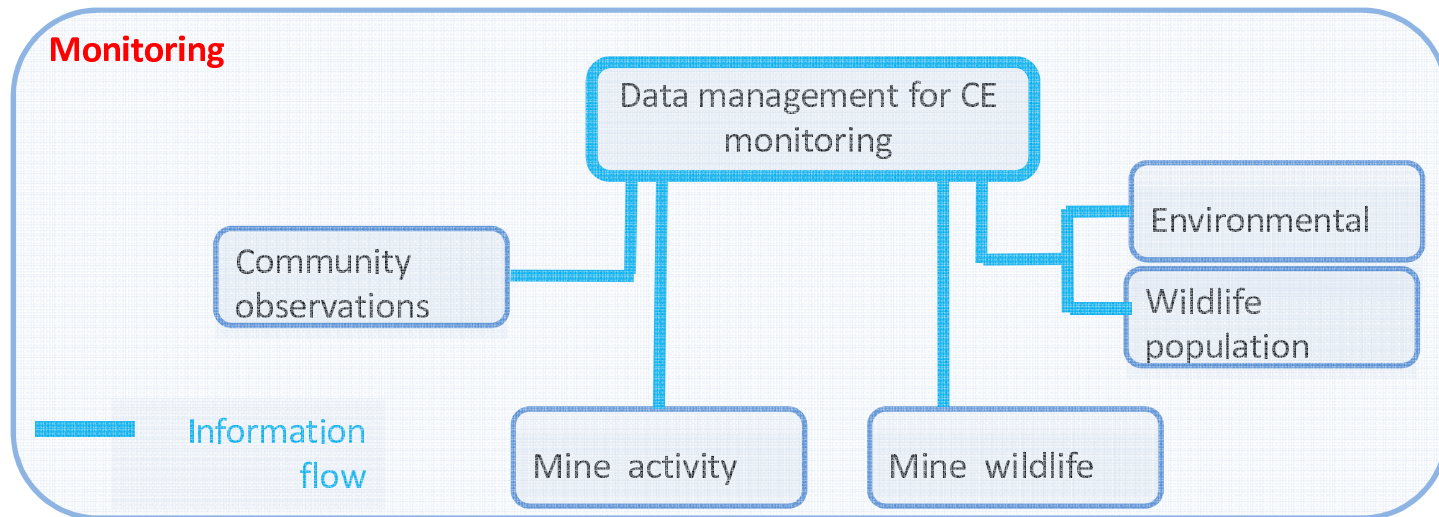 Monitoring
Data management for CE
monitoring
Community
observations
Environmental
Wildlife
population
Information
flow
Mine activity
Mine wildlife